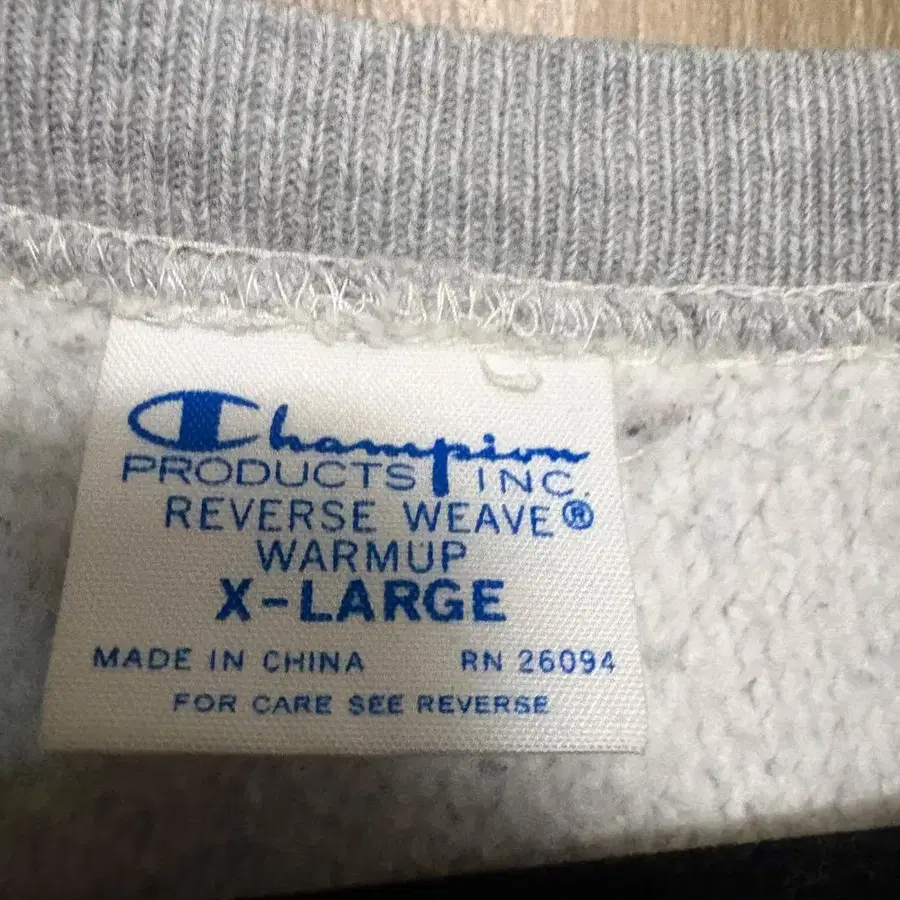 Champion
PRODUCTS INC.
REVERSE WEAVE®
WARMUP
X-LARGE
MADE IN CHINA RN 26094
FOR CARE SEE REVERSE